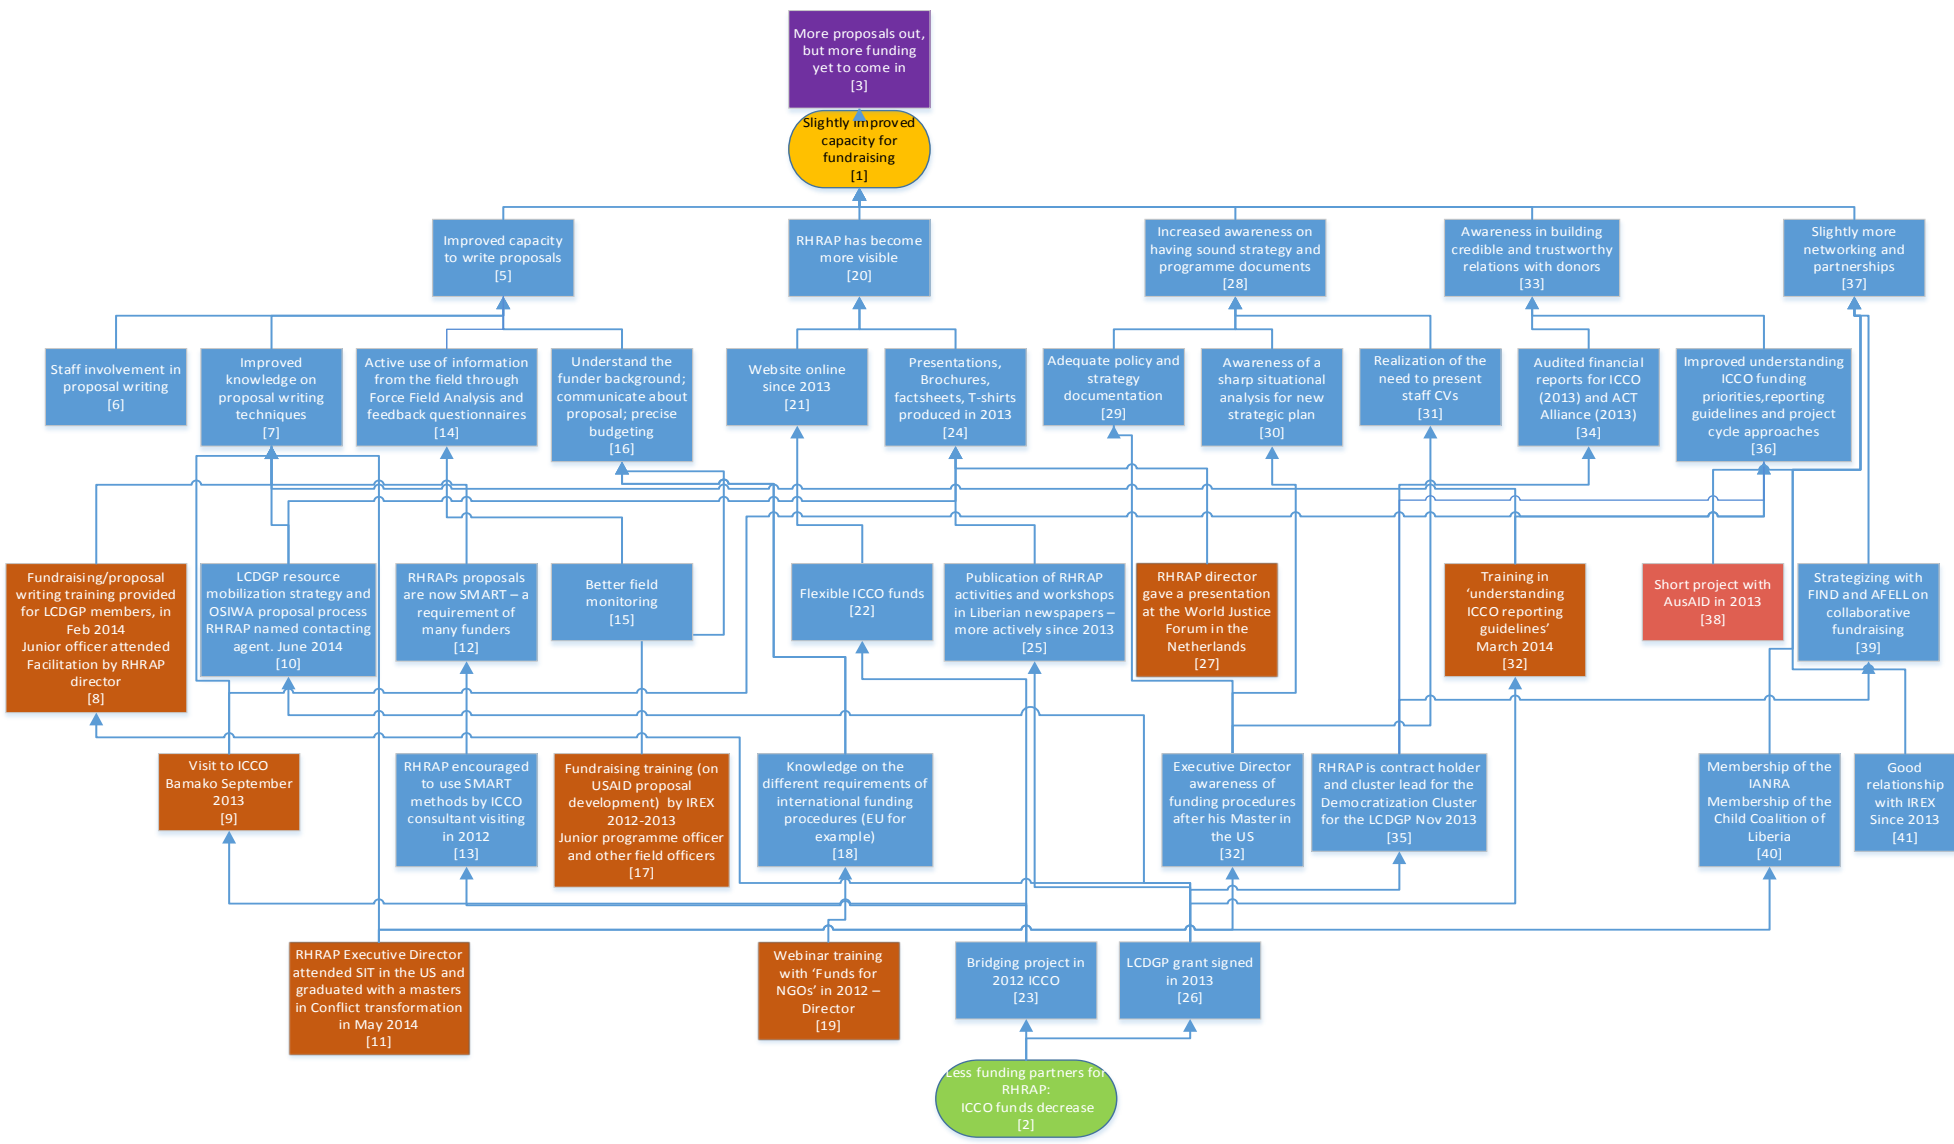 More proposals out,
but more funding
yet to come in
[3]
Slightly improved
capacity for
fundraising
[1]
Improved capacity
to write proposals
[5]
RHRAP has become
more visible
[20]
Increased awareness on
having sound strategy and
programme documents
[28]
Awareness in building
credible and trustworthy
relations with donors
[33]
Slightly more
networking and
partnerships
[37]
Staff involvement in
proposal writing
[6]
Improved
knowledge on
proposal writing
techniques
[7]
Active use of information
from the field through
Force Field Analysis and
feedback questionnaires
[14]
Understand the
funder background;
communicate about
proposal; precise
budgeting
[16]
Website online
since 2013
[21]
Presentations,
Brochures,
factsheets, T-shirts
produced in 2013
[24]
Adequate policy and
strategy
documentation
[29]
Awareness of a
sharp situational
analysis for new
strategic plan
[30]
Realization of the
need to present
staff CVs
[31]
Audited financial
reports for ICCO
(2013) and ACT
Alliance (2013)
[34]
Improved understanding
ICCO funding
priorities,reporting
guidelines and project
cycle approaches
[36]
Fundraising/proposal
writing training provided
for LCDGP members, in
Feb 2014
Junior officer attended
Facilitation by RHRAP
director
[8]
LCDGP resource
mobilization strategy and
OSIWA proposal process
RHRAP named contacting
agent. June 2014
[10]
RHRAPs proposals
are now SMART – a
requirement of
many funders
[12]
Better field
monitoring
[15]
Flexible ICCO funds
[22]
Publication of RHRAP
activities and workshops
in Liberian newspapers –
more actively since 2013
[25]
RHRAP director
gave a presentation
at the World Justice
Forum in the
Netherlands
[27]
Training in
‘understanding
ICCO reporting
guidelines’
March 2014
[32]
Short project with
AusAID in 2013
[38]
Strategizing with
FIND and AFELL on
collaborative
fundraising
[39]
Visit to ICCO
Bamako September
2013
[9]
RHRAP encouraged
to use SMART
methods by ICCO
consultant visiting
in 2012
[13]
Fundraising training (on
USAID proposal
development)  by IREX
2012-2013
Junior programme officer
and other field officers
[17]
Knowledge on the
different requirements of
international funding
procedures (EU for
example)
[18]
Executive Director
awareness of
funding procedures
after his Master in
the US
[32]
RHRAP is contract holder
and cluster lead for the
Democratization Cluster
for the LCDGP Nov 2013
[35]
Membership of the
IANRA
Membership of the
Child Coalition of
Liberia
[40]
Good
relationship
with IREX
Since 2013
[41]
RHRAP Executive Director
attended SIT in the US and
graduated with a masters
in Conflict transformation
in May 2014
[11]
Webinar training
with ‘Funds for
NGOs’ in 2012 –
Director
[19]
Bridging project in
2012 ICCO
[23]
LCDGP grant signed
in 2013
[26]
Less funding partners for
RHRAP:
ICCO funds decrease
[2]